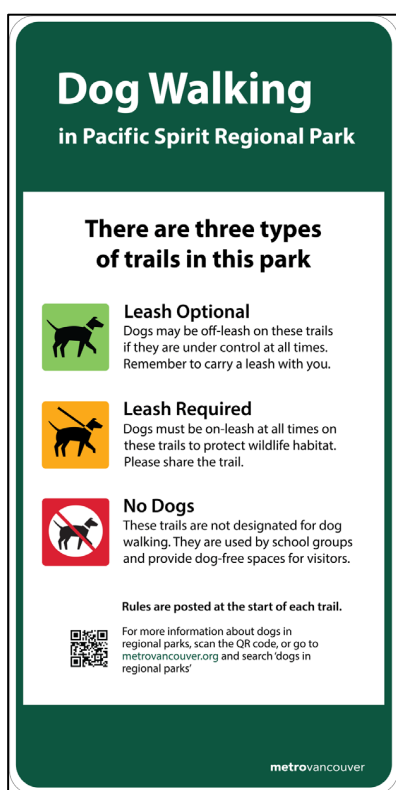 Dog Walking
in Pacific Spirit Regional Park
There are three types
of trails in this park
Leash Optional
Dogs may be off-leash on these trails
if they are under control at all times.
Remember to carry a leash with you.
Leash Required
Dogs must be on-leash at all times on
these trails to protect wildlife habitat.
Please share the trail.
No Dogs
These trails are not designated for dog
walking. They are used by school groups
and provide dog-free spaces for visitors.
Rules are posted at the start of each trail.
For more information about dogs in
regional parks, scan the QR code, or go to
metrovancouver.org and search ‘dogs in
regional parks’
metrovancouver